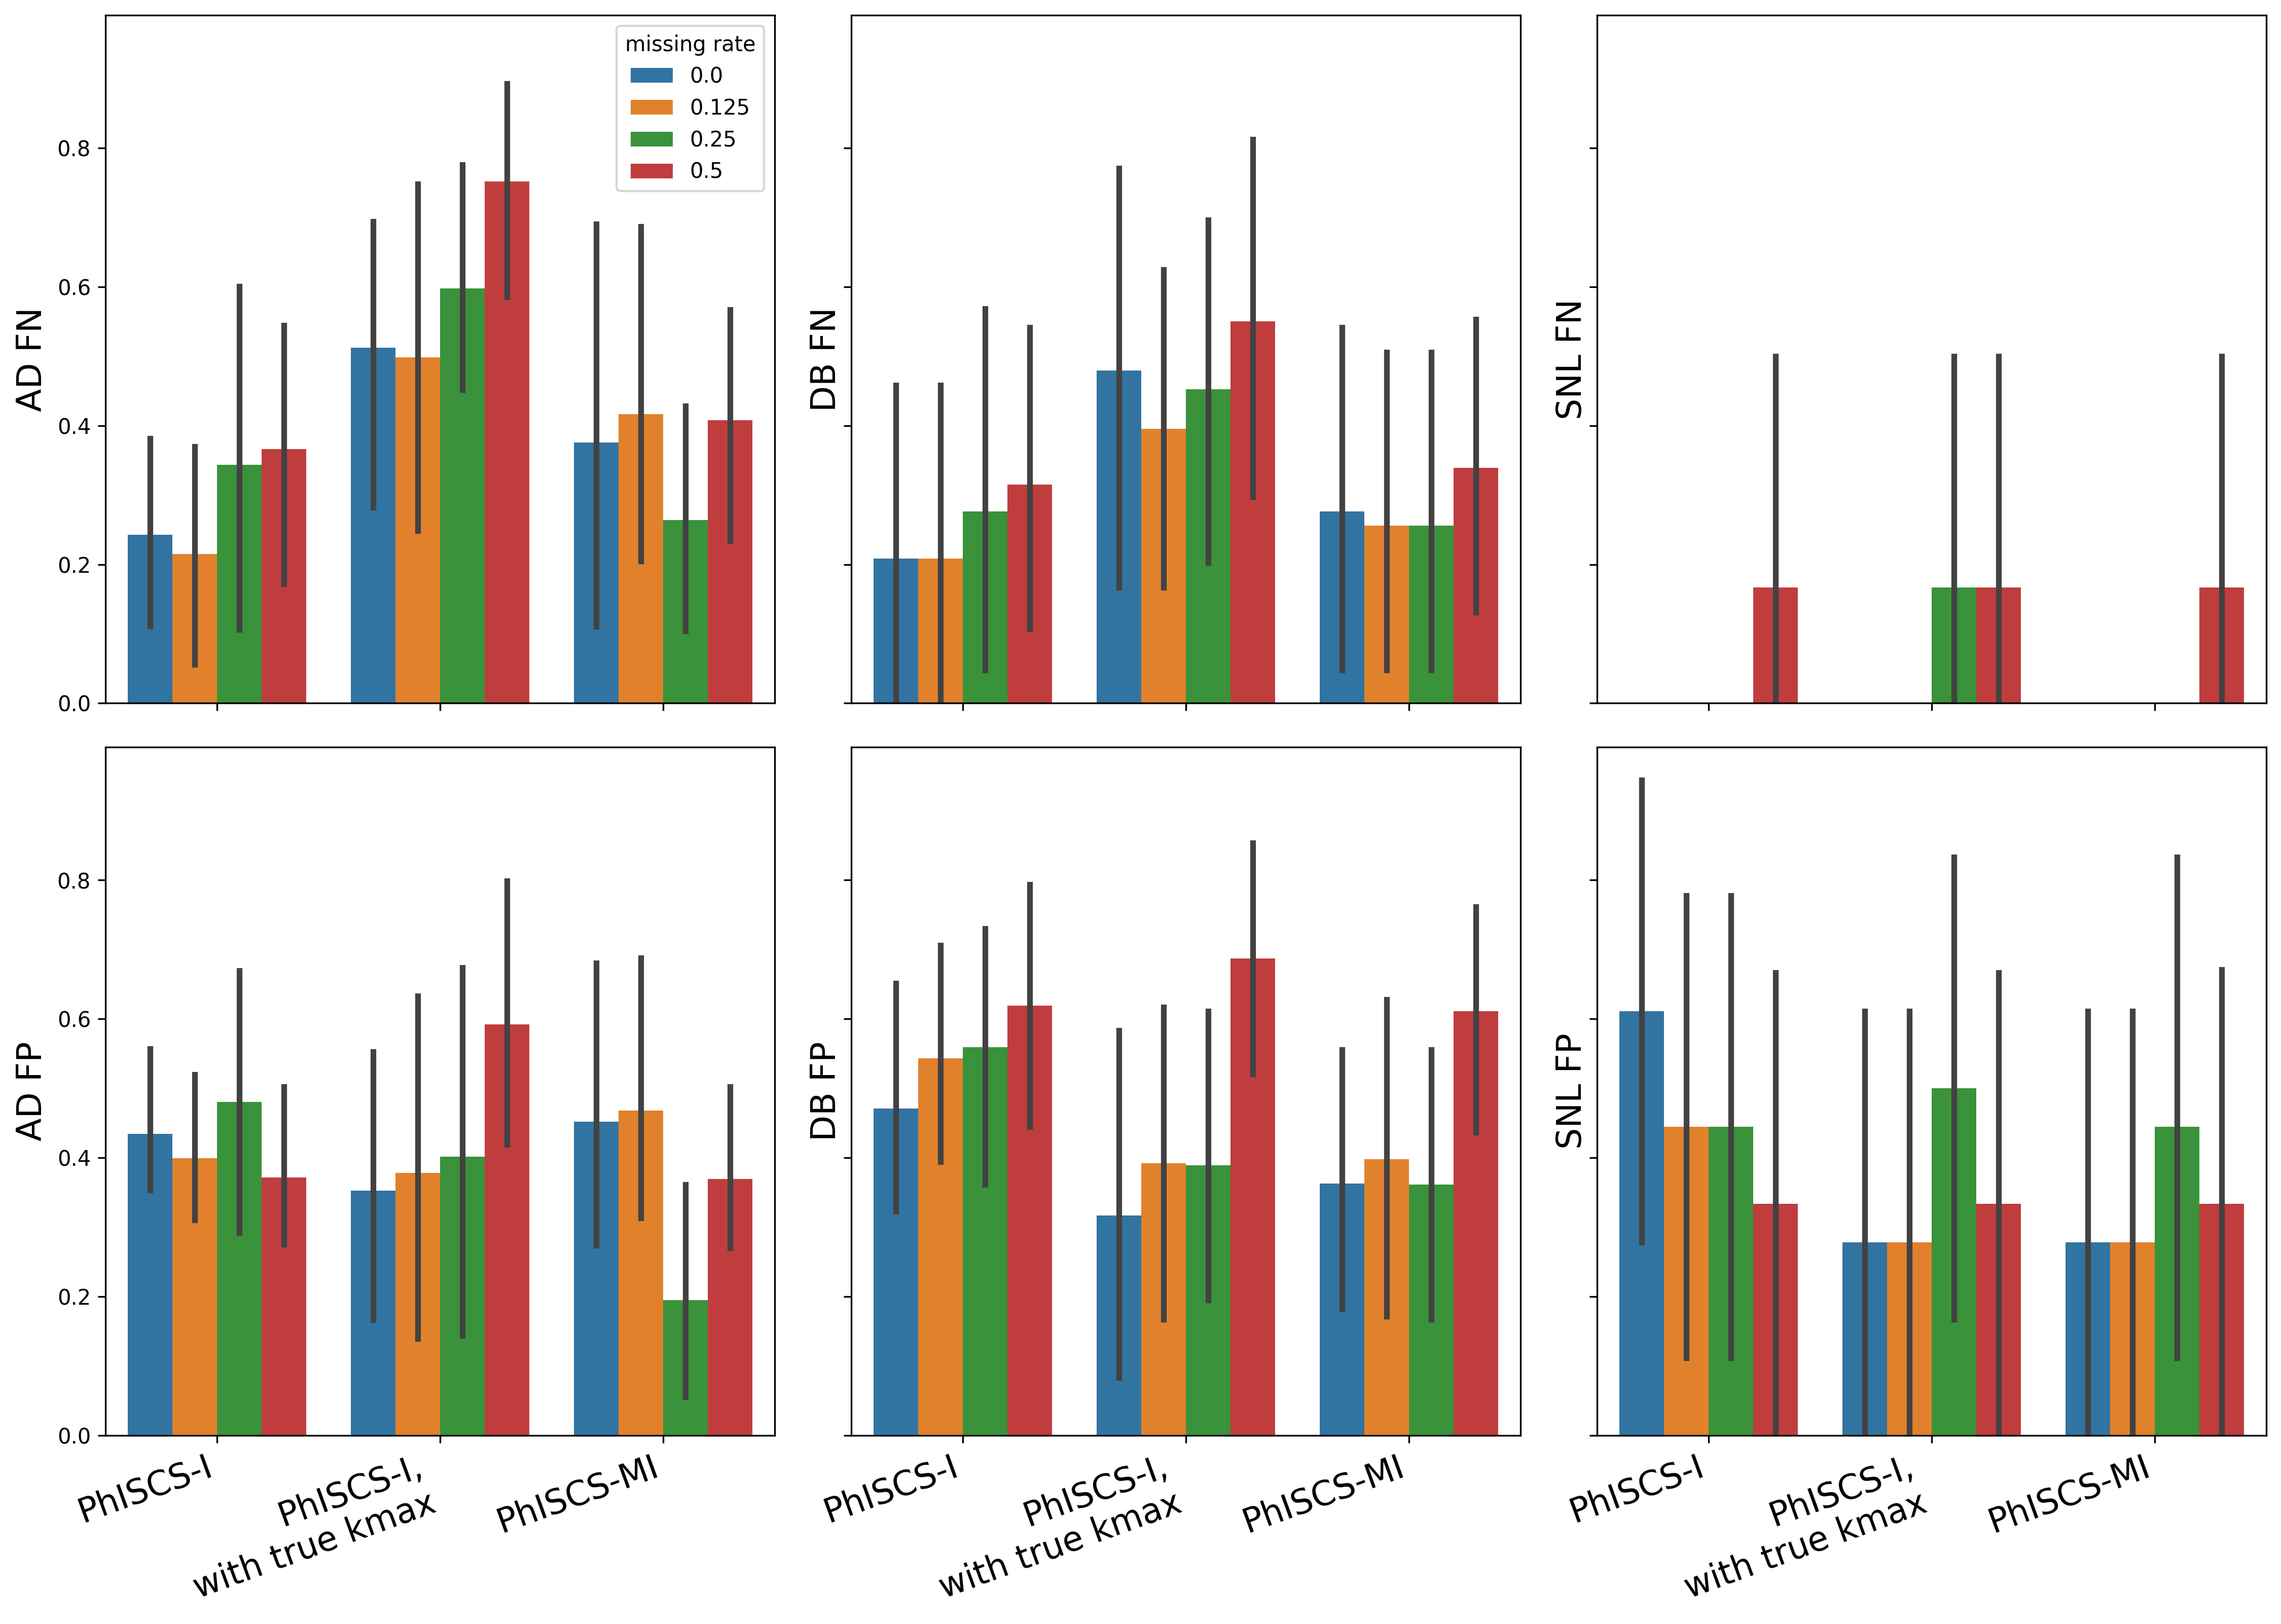 missing rate
0.0
0.125
0.25
0.5
AD FN
0.8
0.6
0.4
0.2
0.0
DB FN
SNL FN
AD FP
0.8
0.6
0.4
0.2
0.0
DB FP
SNL FP
PhISCS-I
PhISCS-I,
with true kmax
PhISCS-MI
PhISCS-I
PhISCS-I,
with true kmax
PhISCS-MI
PhISCS-I
PhISCS-I,
with true kmax
PhISCS-MI